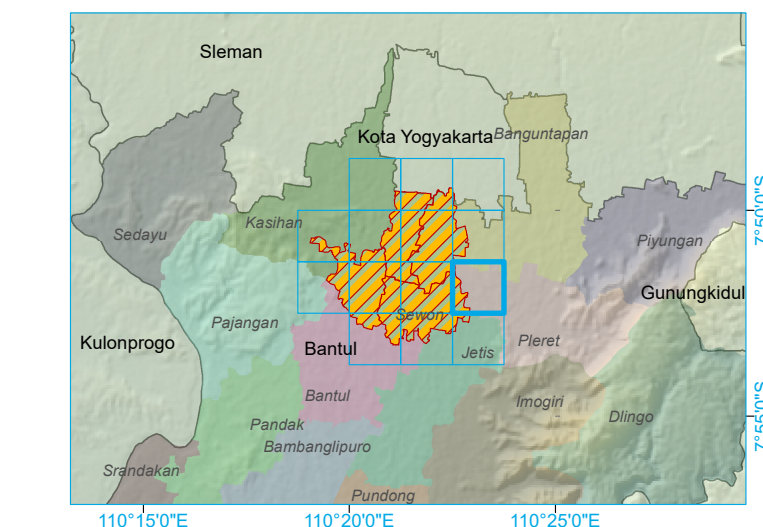 Sleman
Kota Yogyakarta
Banguntapan
Kasihan
Sedayu
7°50'0"S
Piyungan
Gunungkidul
Sewon
Pajangan
Kulonprogo
Bantul
Pleret
Jetis
Bantul
Imogiri
Dlingo
Pandak
7°55'0"S
Bambanglipuro
Srandakan
Pundong
110°15'0"E
110°20'0"E
110°25'0"E